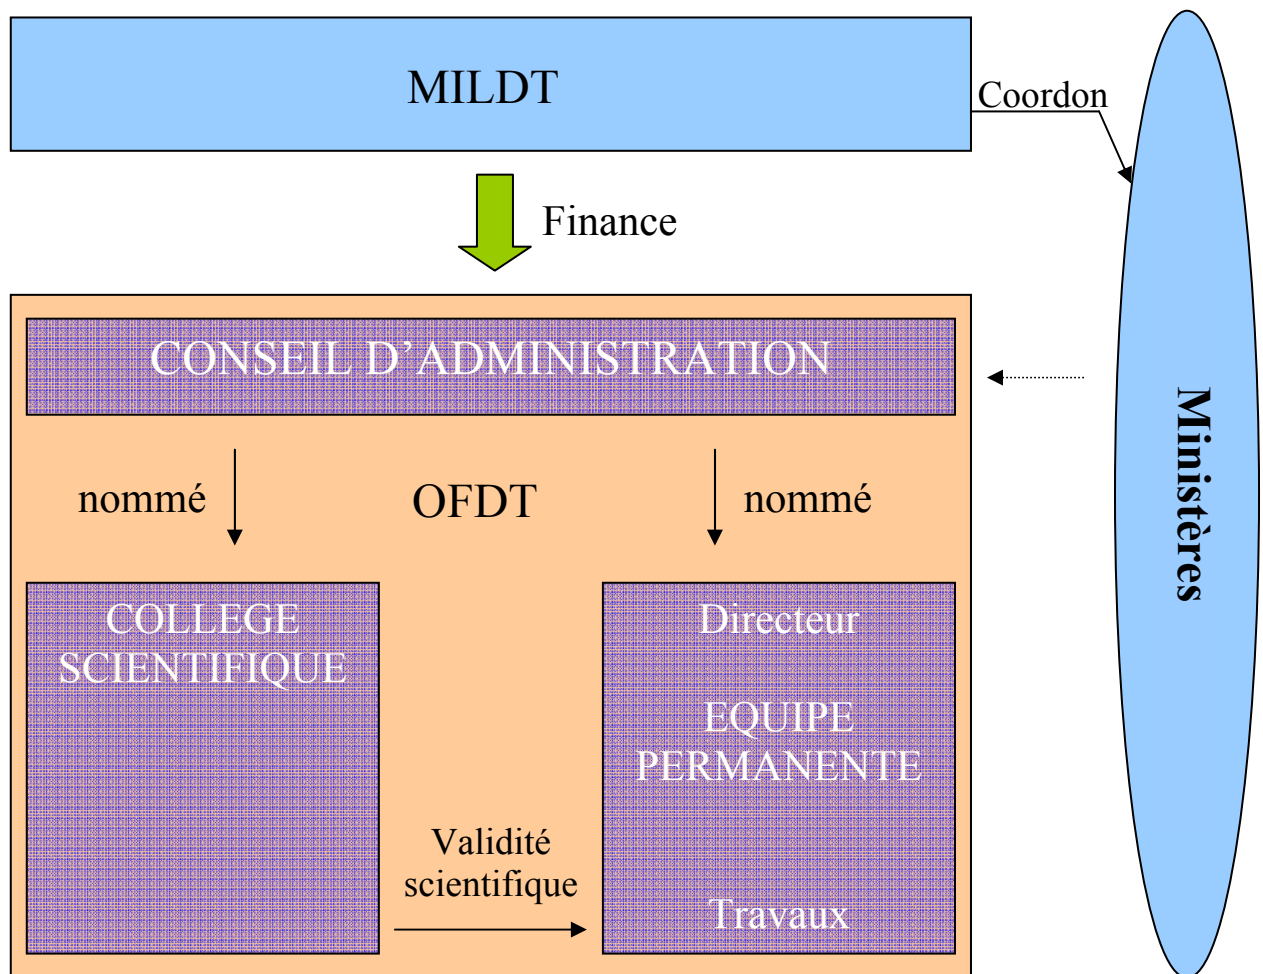 MILDT
Coordon
Finance
CONSEIL D’ADMINISTRATION
nommé
OFDT
nommé
Ministères
COLLEGE
SCIENTIFIQUE
Directeur
EQUIPE
PERMANENTE
Validité
scientifique
Travaux